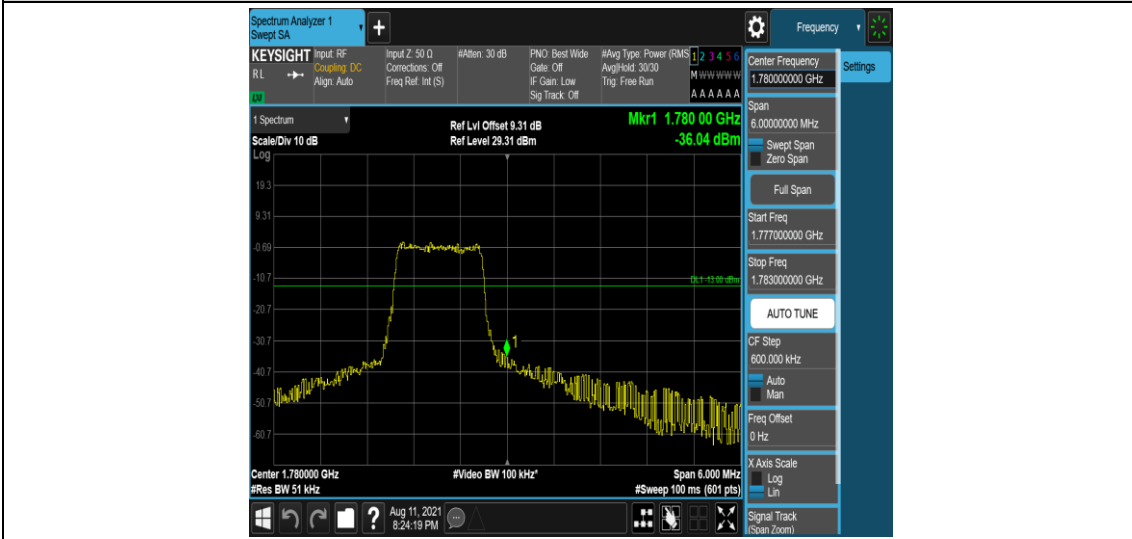 Spectrum Analyzer 1
Swept SA
+
Frequency
KEYSIGHT
RL
Input: RF
Coupling: DC
Align: Auto
Input Z: 50 Ω
Corrections: Off
Freq Ref: Int (S)
#Atten: 30 dB
PNO: Best Wide
Gate: Off
IF Gain: Low
Sig Track: Off
#Avg Type: Power (RMS
Avg|Hold: 30/30
Trig: Free Run
1 2 3 4 5 6
M W W W W W
A A A A A A
1 Spectrum
Scale/Div 10 dB
Log
Ref Lvl Offset 9.31 dB
Ref Level 29.31 dBm
Mkr1 1.780 00 GHz
-36.04 dBm
19.3
9.31
-0.69
-10.7
-20.7
-30.7
-40.7
-50.7
-60.7
DL1 -13.00 dBm
1
Center 1.780000 GHz
#Res BW 51 kHz
#Video BW 100 kHz*
Span 6.000 MHz
#Sweep 100 ms (601 pts)
?
Aug 11, 2021
8:24:19 PM
Center Frequency
1.780000000 GHz
Settings
Span
6.00000000 MHz
Swept Span
Zero Span
Full Span
Start Freq
1.777000000 GHz
Stop Freq
1.783000000 GHz
AUTO TUNE
CF Step
600.000 kHz
Auto
Man
Freq Offset
0 Hz
X Axis Scale
Log
Lin
Signal Track
(Span Zoom)